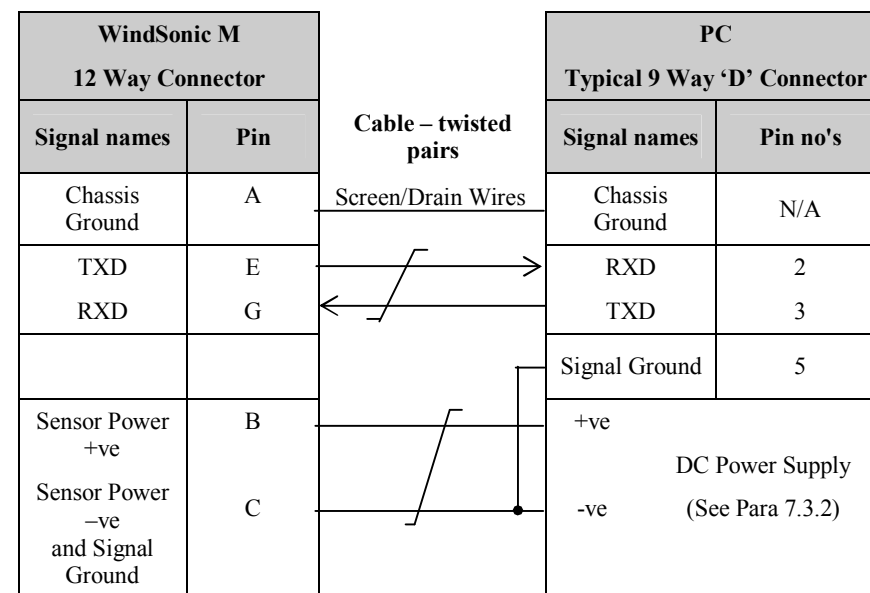 WindSonic M
12 Way Connector
PC
Typical 9 Way ‘D’ Connector
Signal names
Pin
Cable – twisted
pairs
Signal names
Pin no's
Chassis
Ground
A
Screen/Drain Wires
Chassis
Ground
N/A
TXD
E
RXD
2
RXD
G
TXD
3
Signal Ground
5
Sensor Power
+ve
B
+ve
DC Power Supply
(See Para 7.3.2)
Sensor Power
–ve
and Signal
Ground
C
-ve